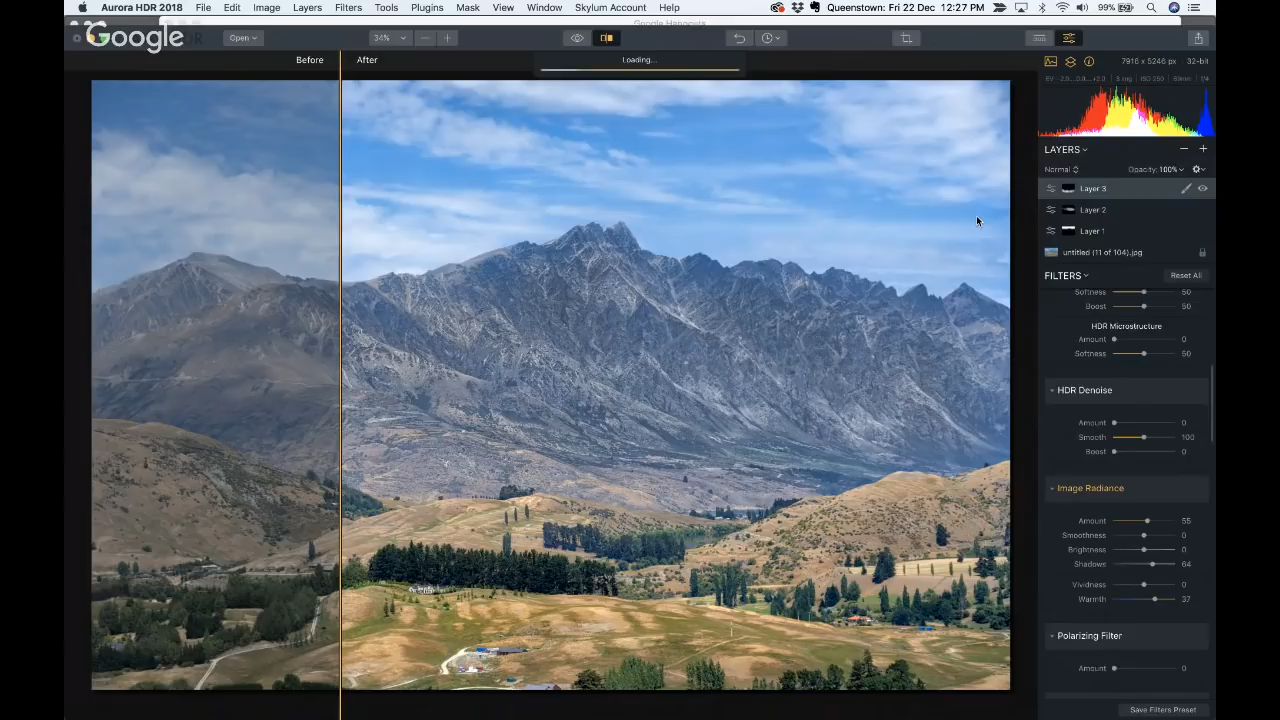 Aurora HDR 2018 File Edit Image Layers Filters Tools Plugins Mask View Window Skylum Account Help Queenstown: Fri 22 Dec 12:27 PM 99%
Google Hangouts
Google
Open 34%
Before After Loading...
7916 x 5246 px 32-bit
ISO 250
LAYERS
Normal Opacity: 100%
Layer 3
Layer 2
Layer 1
untitled (11 of 104).jpg
FILTERS Reset All
Softness 50
Boost 50
HDR Microstructure
Amount 0
Softness 50
HDR Denoise
Amount 0
Smooth 100
Boost 0
Image Radiance
Amount 55
Smoothness 0
Brightness 0
Shadows 64
Vividness 0
Warmth 37
Polarizing Filter
Amount 0
Save Filters Preset